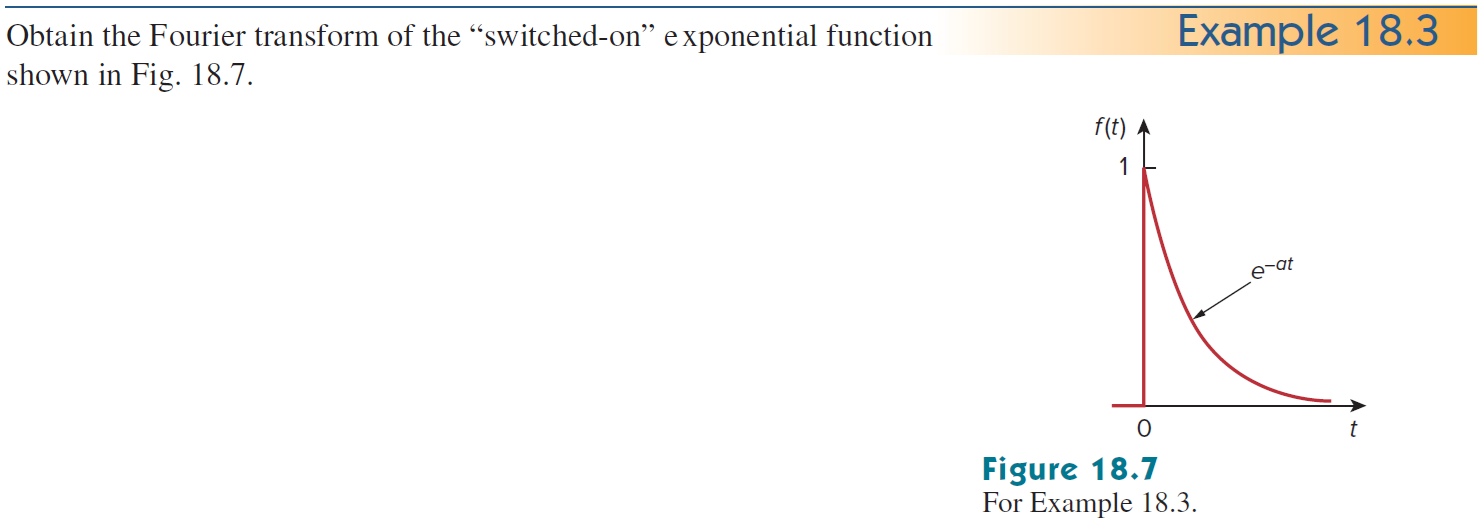 Obtain the Fourier transform of the “switched-on” exponential function
shown in Fig. 18.7.
Example 18.3
f(t)
1
e^{-at}
0
t
Figure 18.7
For Example 18.3.